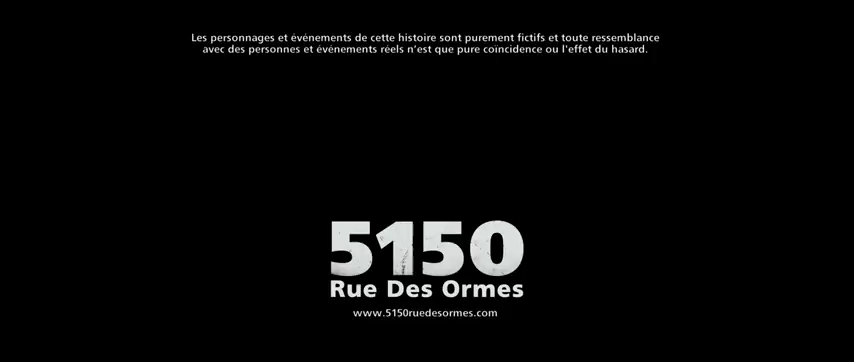 Les personnages et événements de cette histoire sont purement fictifs et toute ressemblance
avec des personnes et événements réels n'est que pure coïncidence ou l'effet du hasard.
5150
Rue Des Ormes
www.5150ruedesormes.com